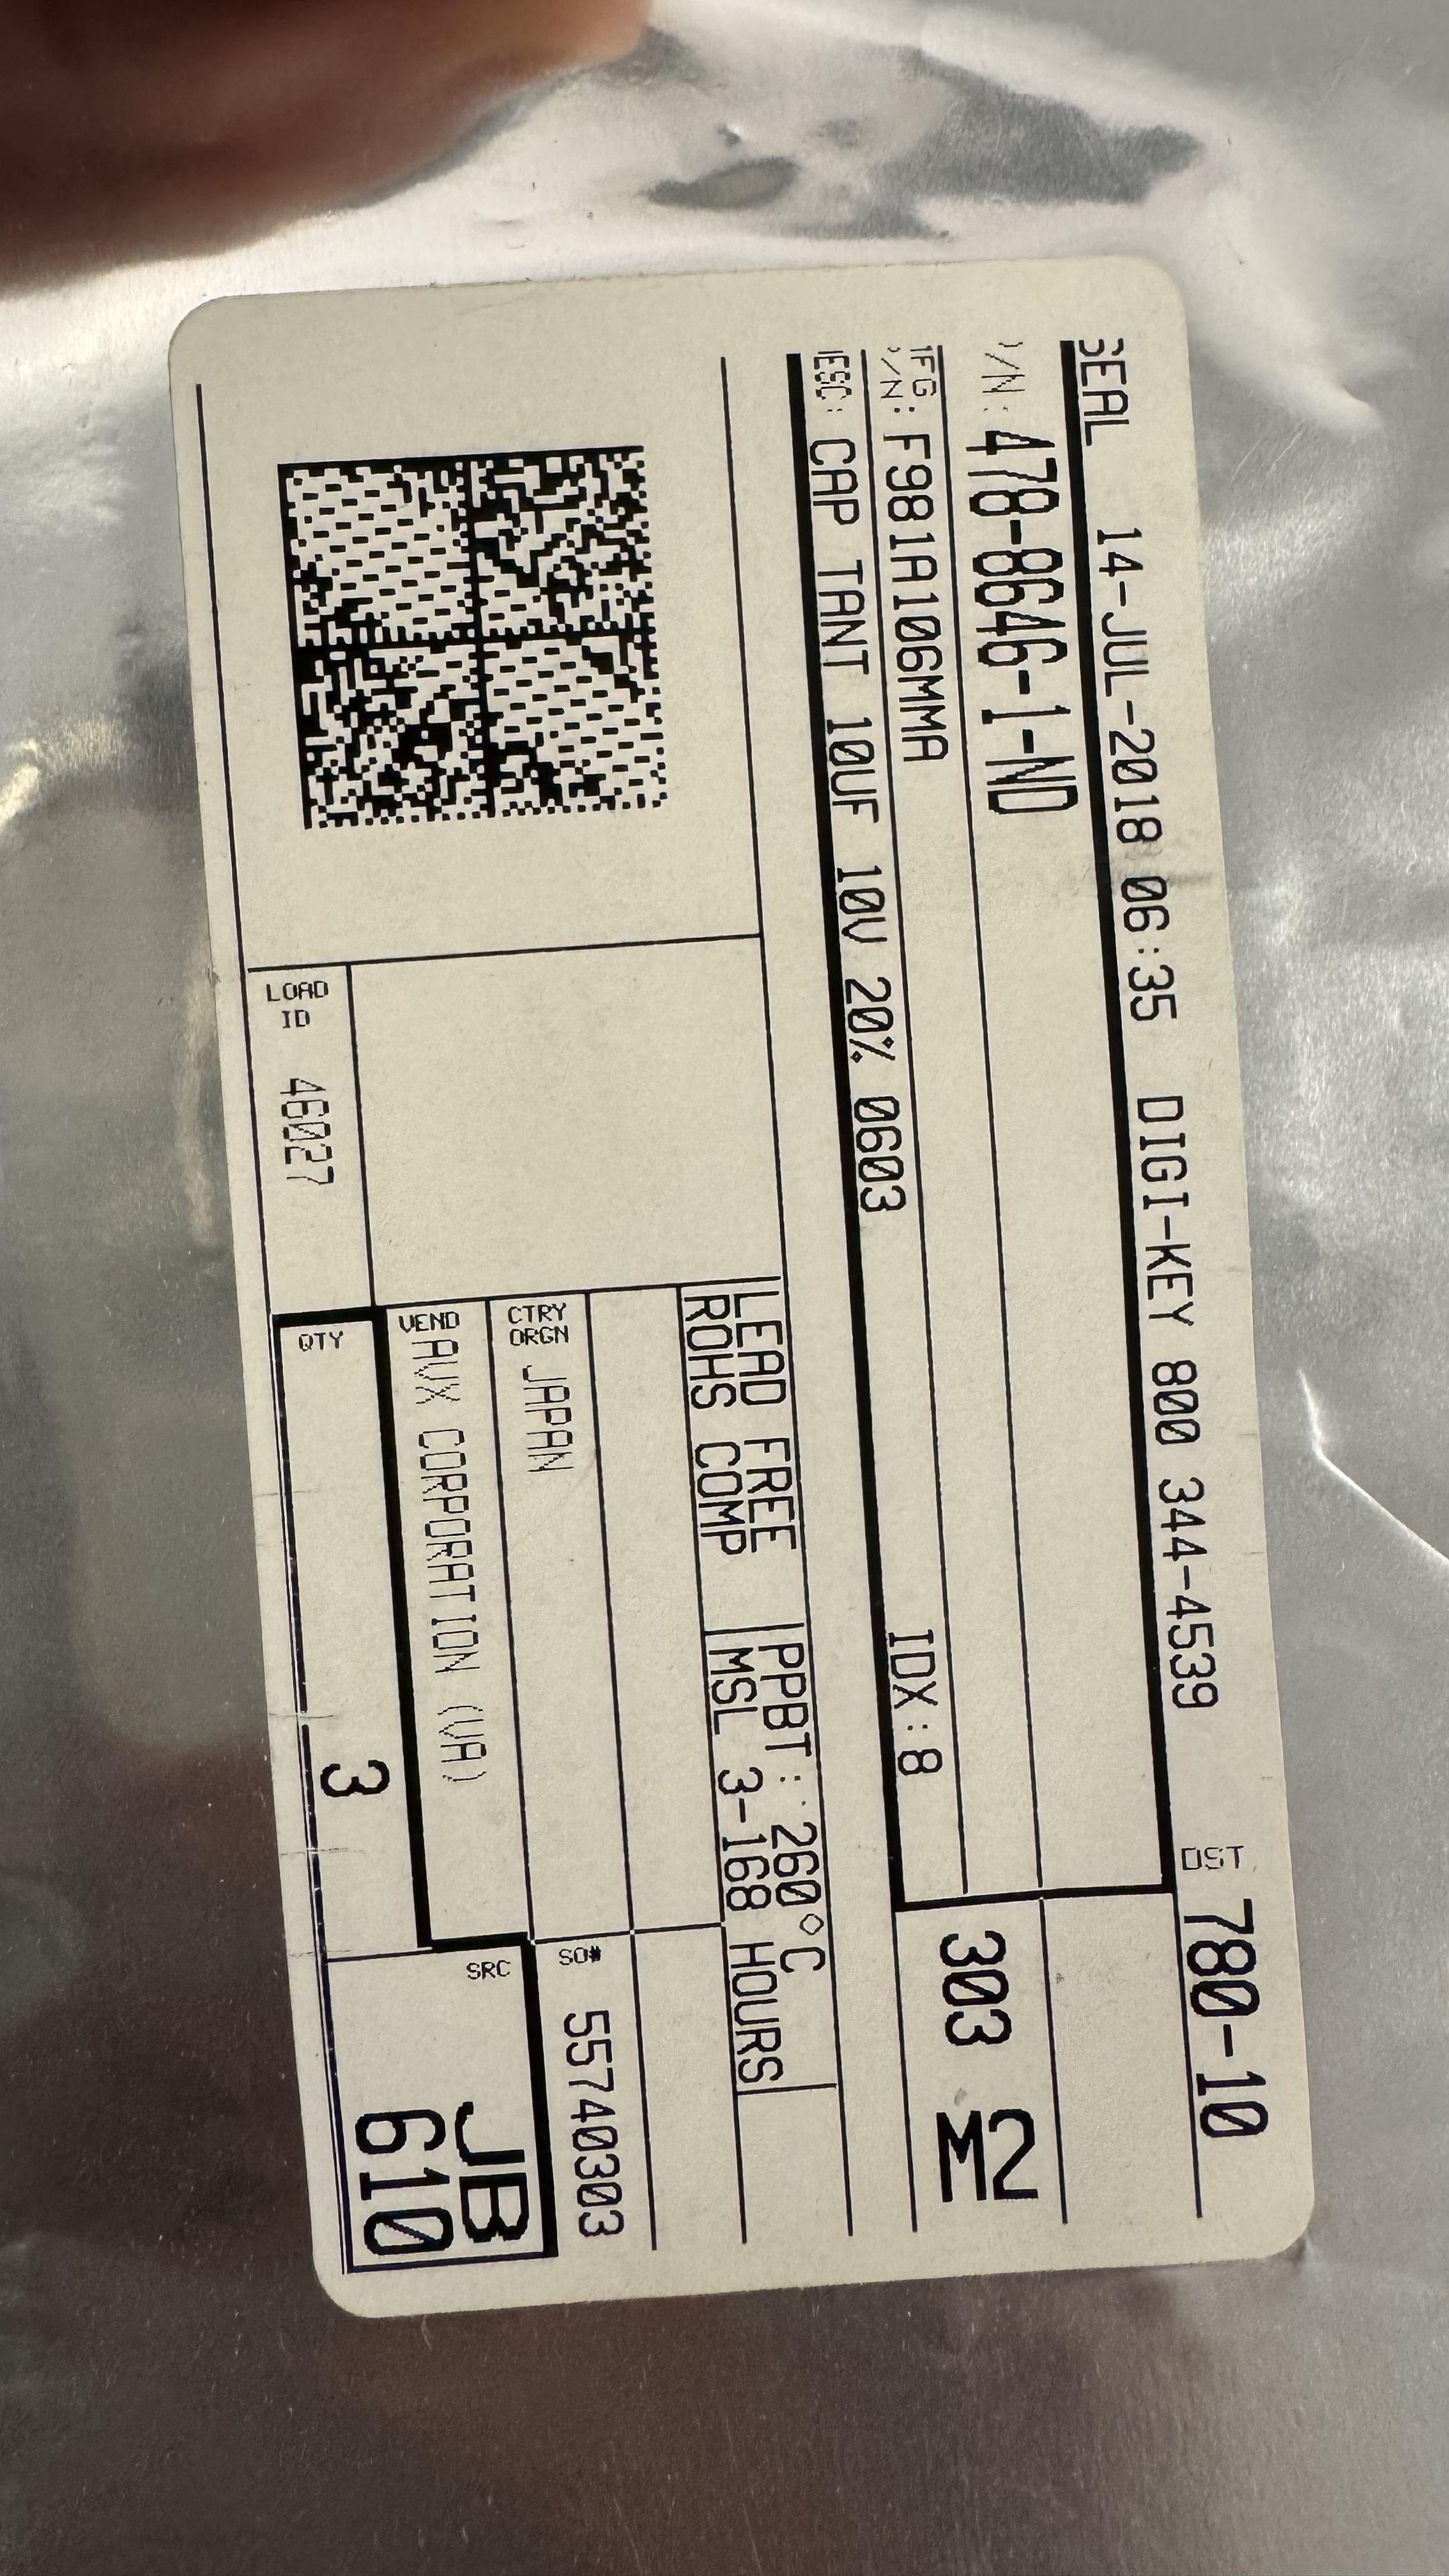 SEAL 14-JUL-2018 06:35 DIGI-KEY 800 344-4539 DST 780-10
/N: 478-8646-1-ND
MFG
P/N: F981A106MMA
303 M2
DESC: CAP TANT 10UF 10V 20% 0603 IDX:8
LEAD FREE PPBT: 260°C
ROHS COMP MSL 3-168 HOURS
CTRY
ORGN JAPAN
SO# 55740303
VEND AVX CORPORATION (VA)
SRC JB
610
LOAD
ID 46027
QTY 3